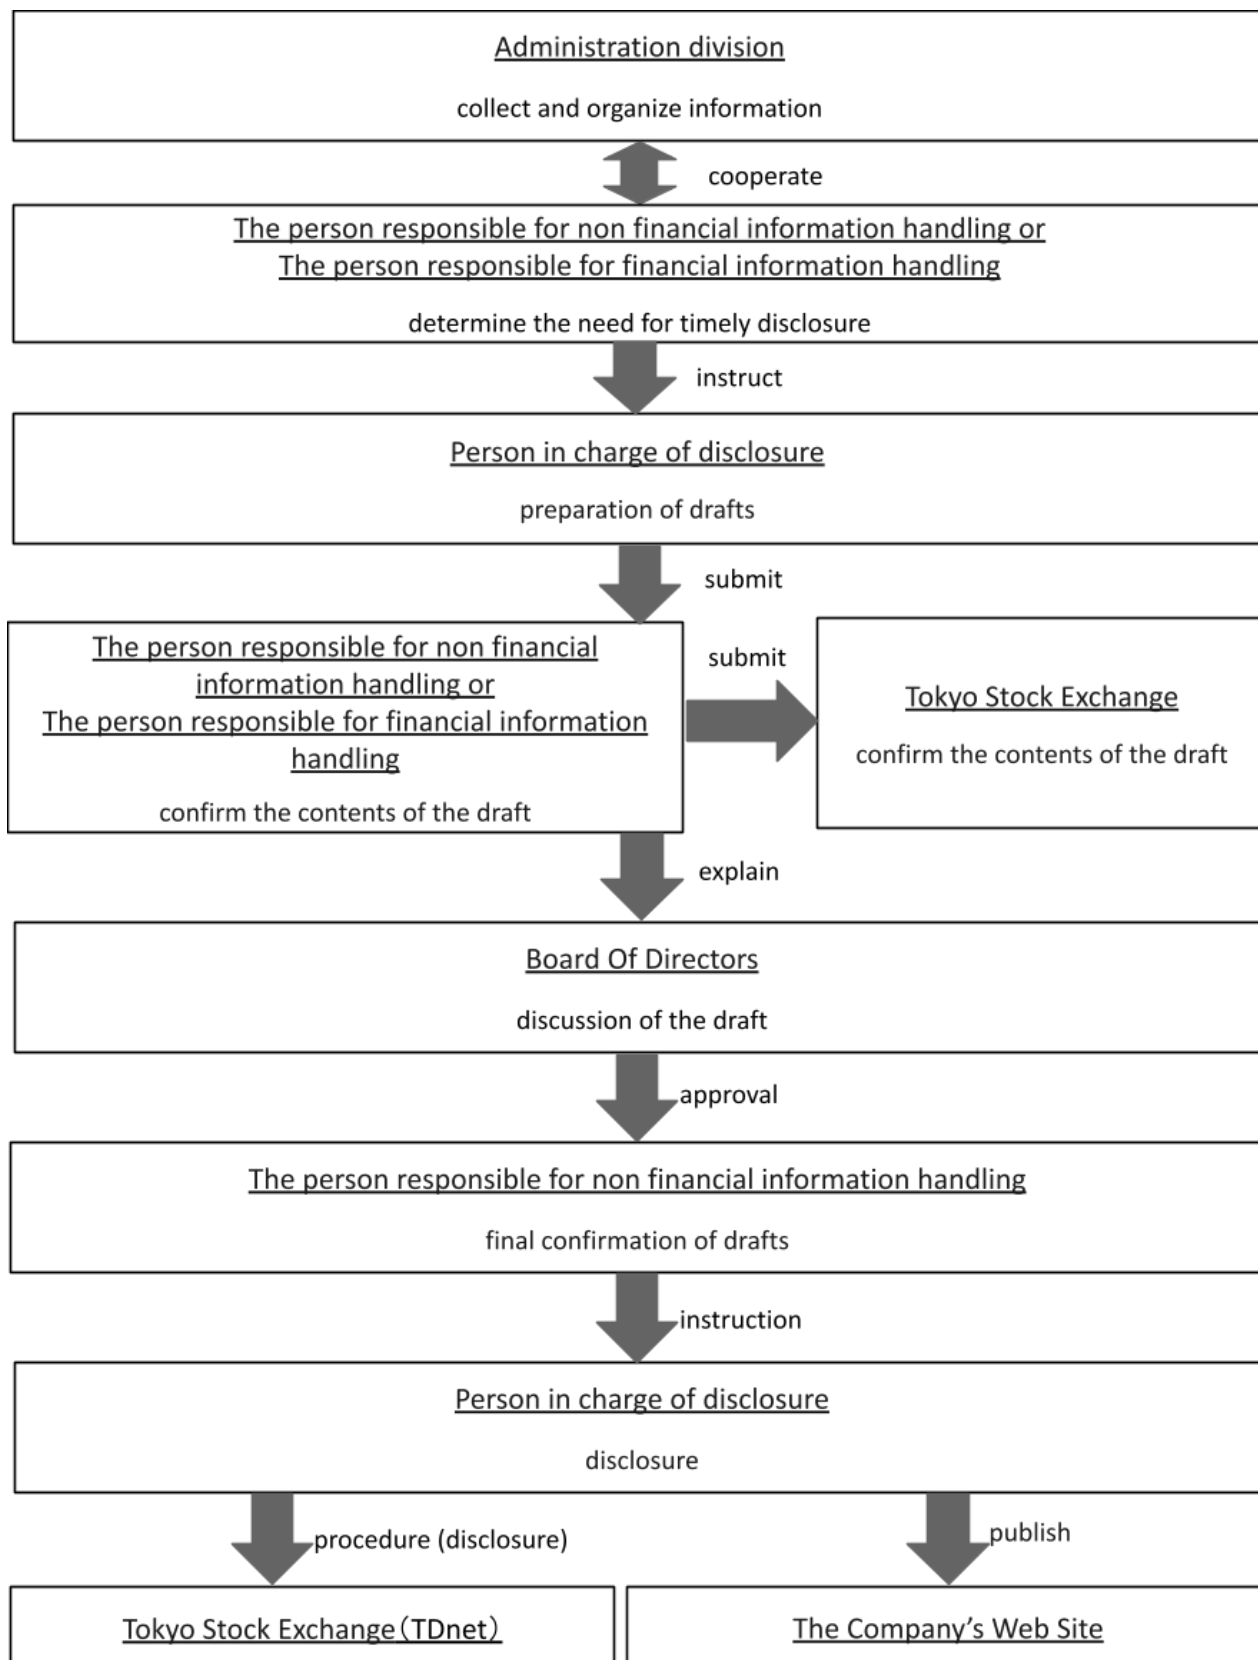 Administration division
collect and organize information
cooperate
The person responsible for non financial information handling or
The person responsible for financial information handling
determine the need for timely disclosure
instruct
Person in charge of disclosure
preparation of drafts
submit
The person responsible for non financial
information handling or
The person responsible for financial information
handling
confirm the contents of the draft
submit
Tokyo Stock Exchange
confirm the contents of the draft
explain
Board Of Directors
discussion of the draft
approval
The person responsible for non financial information handling
final confirmation of drafts
instruction
Person in charge of disclosure
disclosure
procedure (disclosure)
publish
Tokyo Stock Exchange（TDnet）
The Company’s Web Site